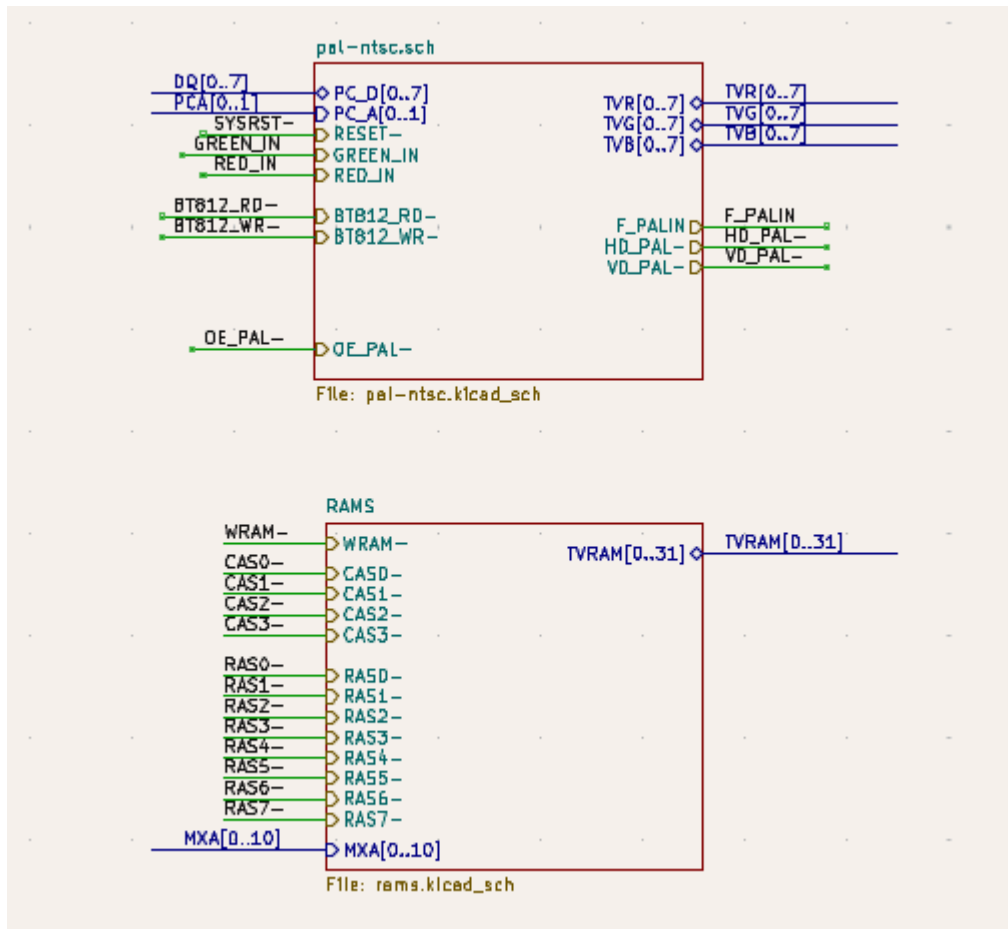 pal-ntsc.sch
DQ[0..7]
PCA[0..1]
SYSRST-
GREEN_IN
RED_IN
BT812_RD-
BT812_WR-
OE_PAL-
PC_D[0..7]
PC_A[0..1]
RESET-
GREEN_IN
RED_IN
BT812_RD-
BT812_WR-
OE_PAL-
TVR[0..7]
TVG[0..7]
TVB[0..7]
F_PALIN
HD_PAL-
VD_PAL-
TVR[0..7]
TVG[0..7]
TVB[0..7]
F_PALIN
HD_PAL-
VD_PAL-
File: pal-ntsc.kicad_sch
RAMS
WRAM-
CAS0-
CAS1-
CAS2-
CAS3-
RAS0-
RAS1-
RAS2-
RAS3-
RAS4-
RAS5-
RAS6-
RAS7-
MXA[0..10]
WRAM-
CAS0-
CAS1-
CAS2-
CAS3-
RAS0-
RAS1-
RAS2-
RAS3-
RAS4-
RAS5-
RAS6-
RAS7-
MXA[0..10]
TVRAM[0..31]
TVRAM[0..31]
File: rams.kicad_sch